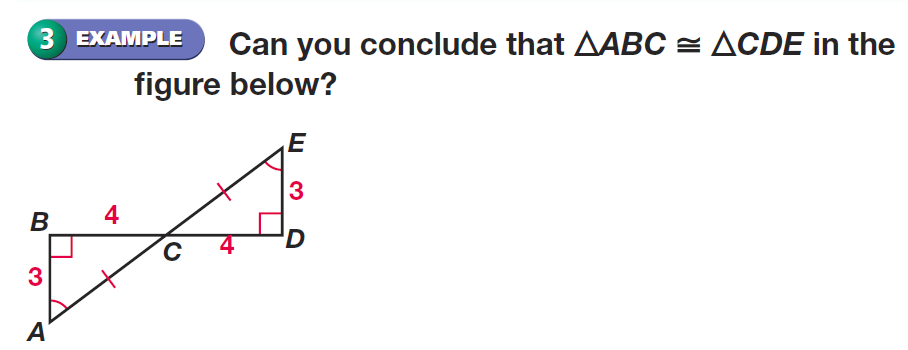 3 EXAMPLE Can you conclude that △ABC ≅ △CDE in the
figure below?
E
3
B
4
C
4
D
3
A